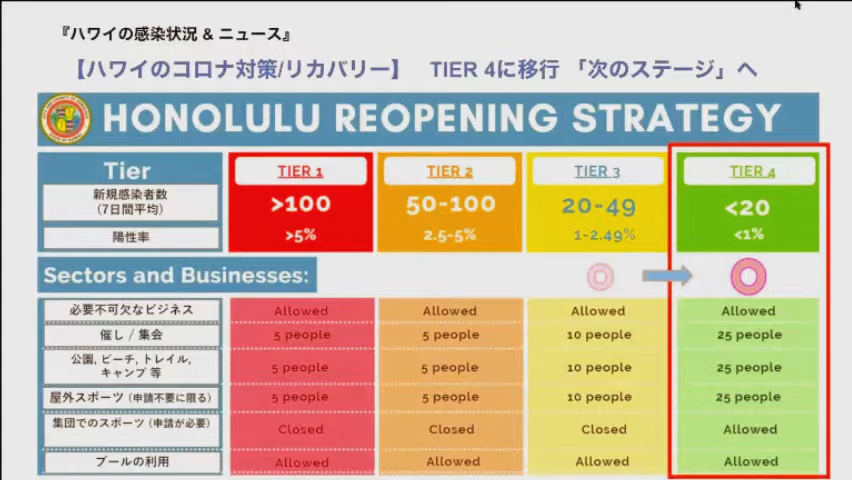 『ハワイの感染状況 & ニュース』
【ハワイのコロナ対策/リカバリー】 TIER 4に移行 「次のステージ」へ
HONOLULU REOPENING STRATEGY
Tier TIER 1 TIER 2 TIER 3 TIER 4
新規感染者数
(7日間平均) >100 50-100 20-49 <20
陽性率 >5% 2.5-5% 1-2.49% <1%
Sectors and Businesses:
必要不可欠なビジネス Allowed Allowed Allowed Allowed
催し / 集会 5 people 5 people 10 people 25 people
公園, ビーチ, トレイル,
キャンプ 等 5 people 5 people 10 people 25 people
屋外スポーツ (申請不要に限る) 5 people 5 people 10 people 25 people
集団でのスポーツ (申請が必要) Closed Closed Closed Allowed
プールの利用 Allowed Allowed Allowed Allowed